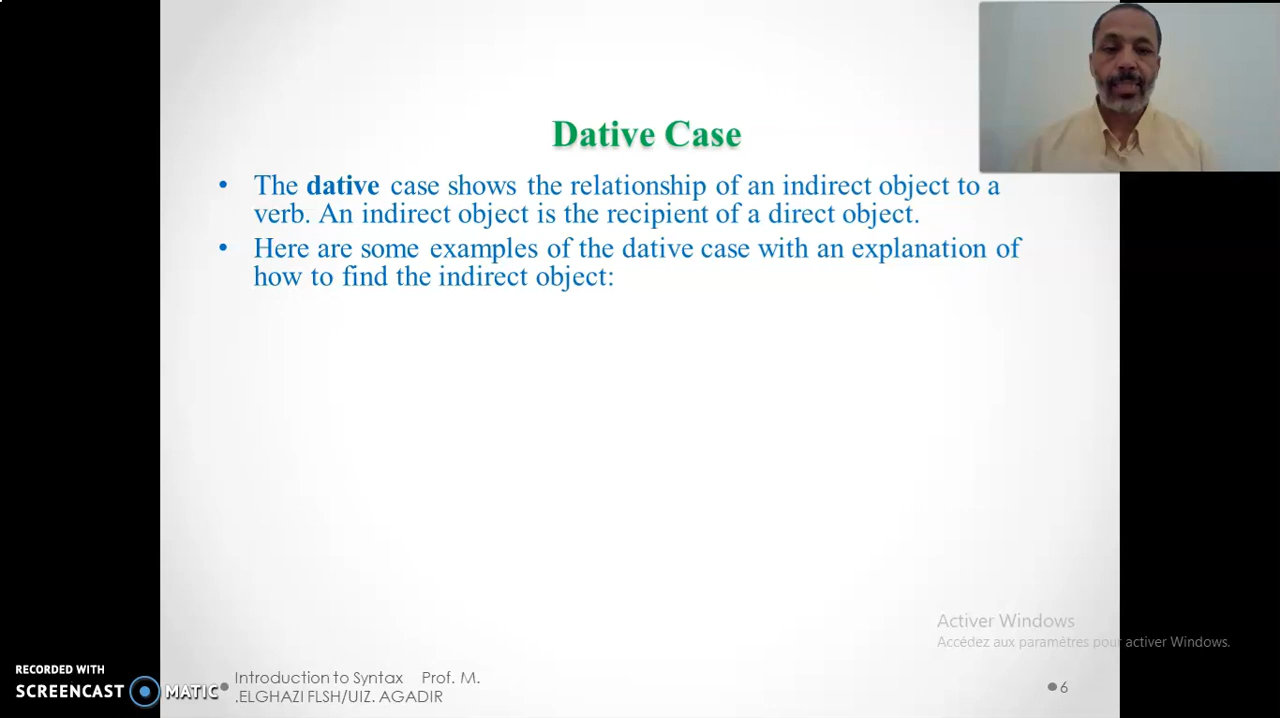 Dative Case
• The dative case shows the relationship of an indirect object to a
verb. An indirect object is the recipient of a direct object.
• Here are some examples of the dative case with an explanation of
how to find the indirect object:
Activer Windows
Accédez aux paramètres pour activer Windows.
RECORDED WITH
SCREENCAST MATIC
Introduction to Syntax Prof. M.
.ELGHAZI FLSH/UIZ. AGADIR
6